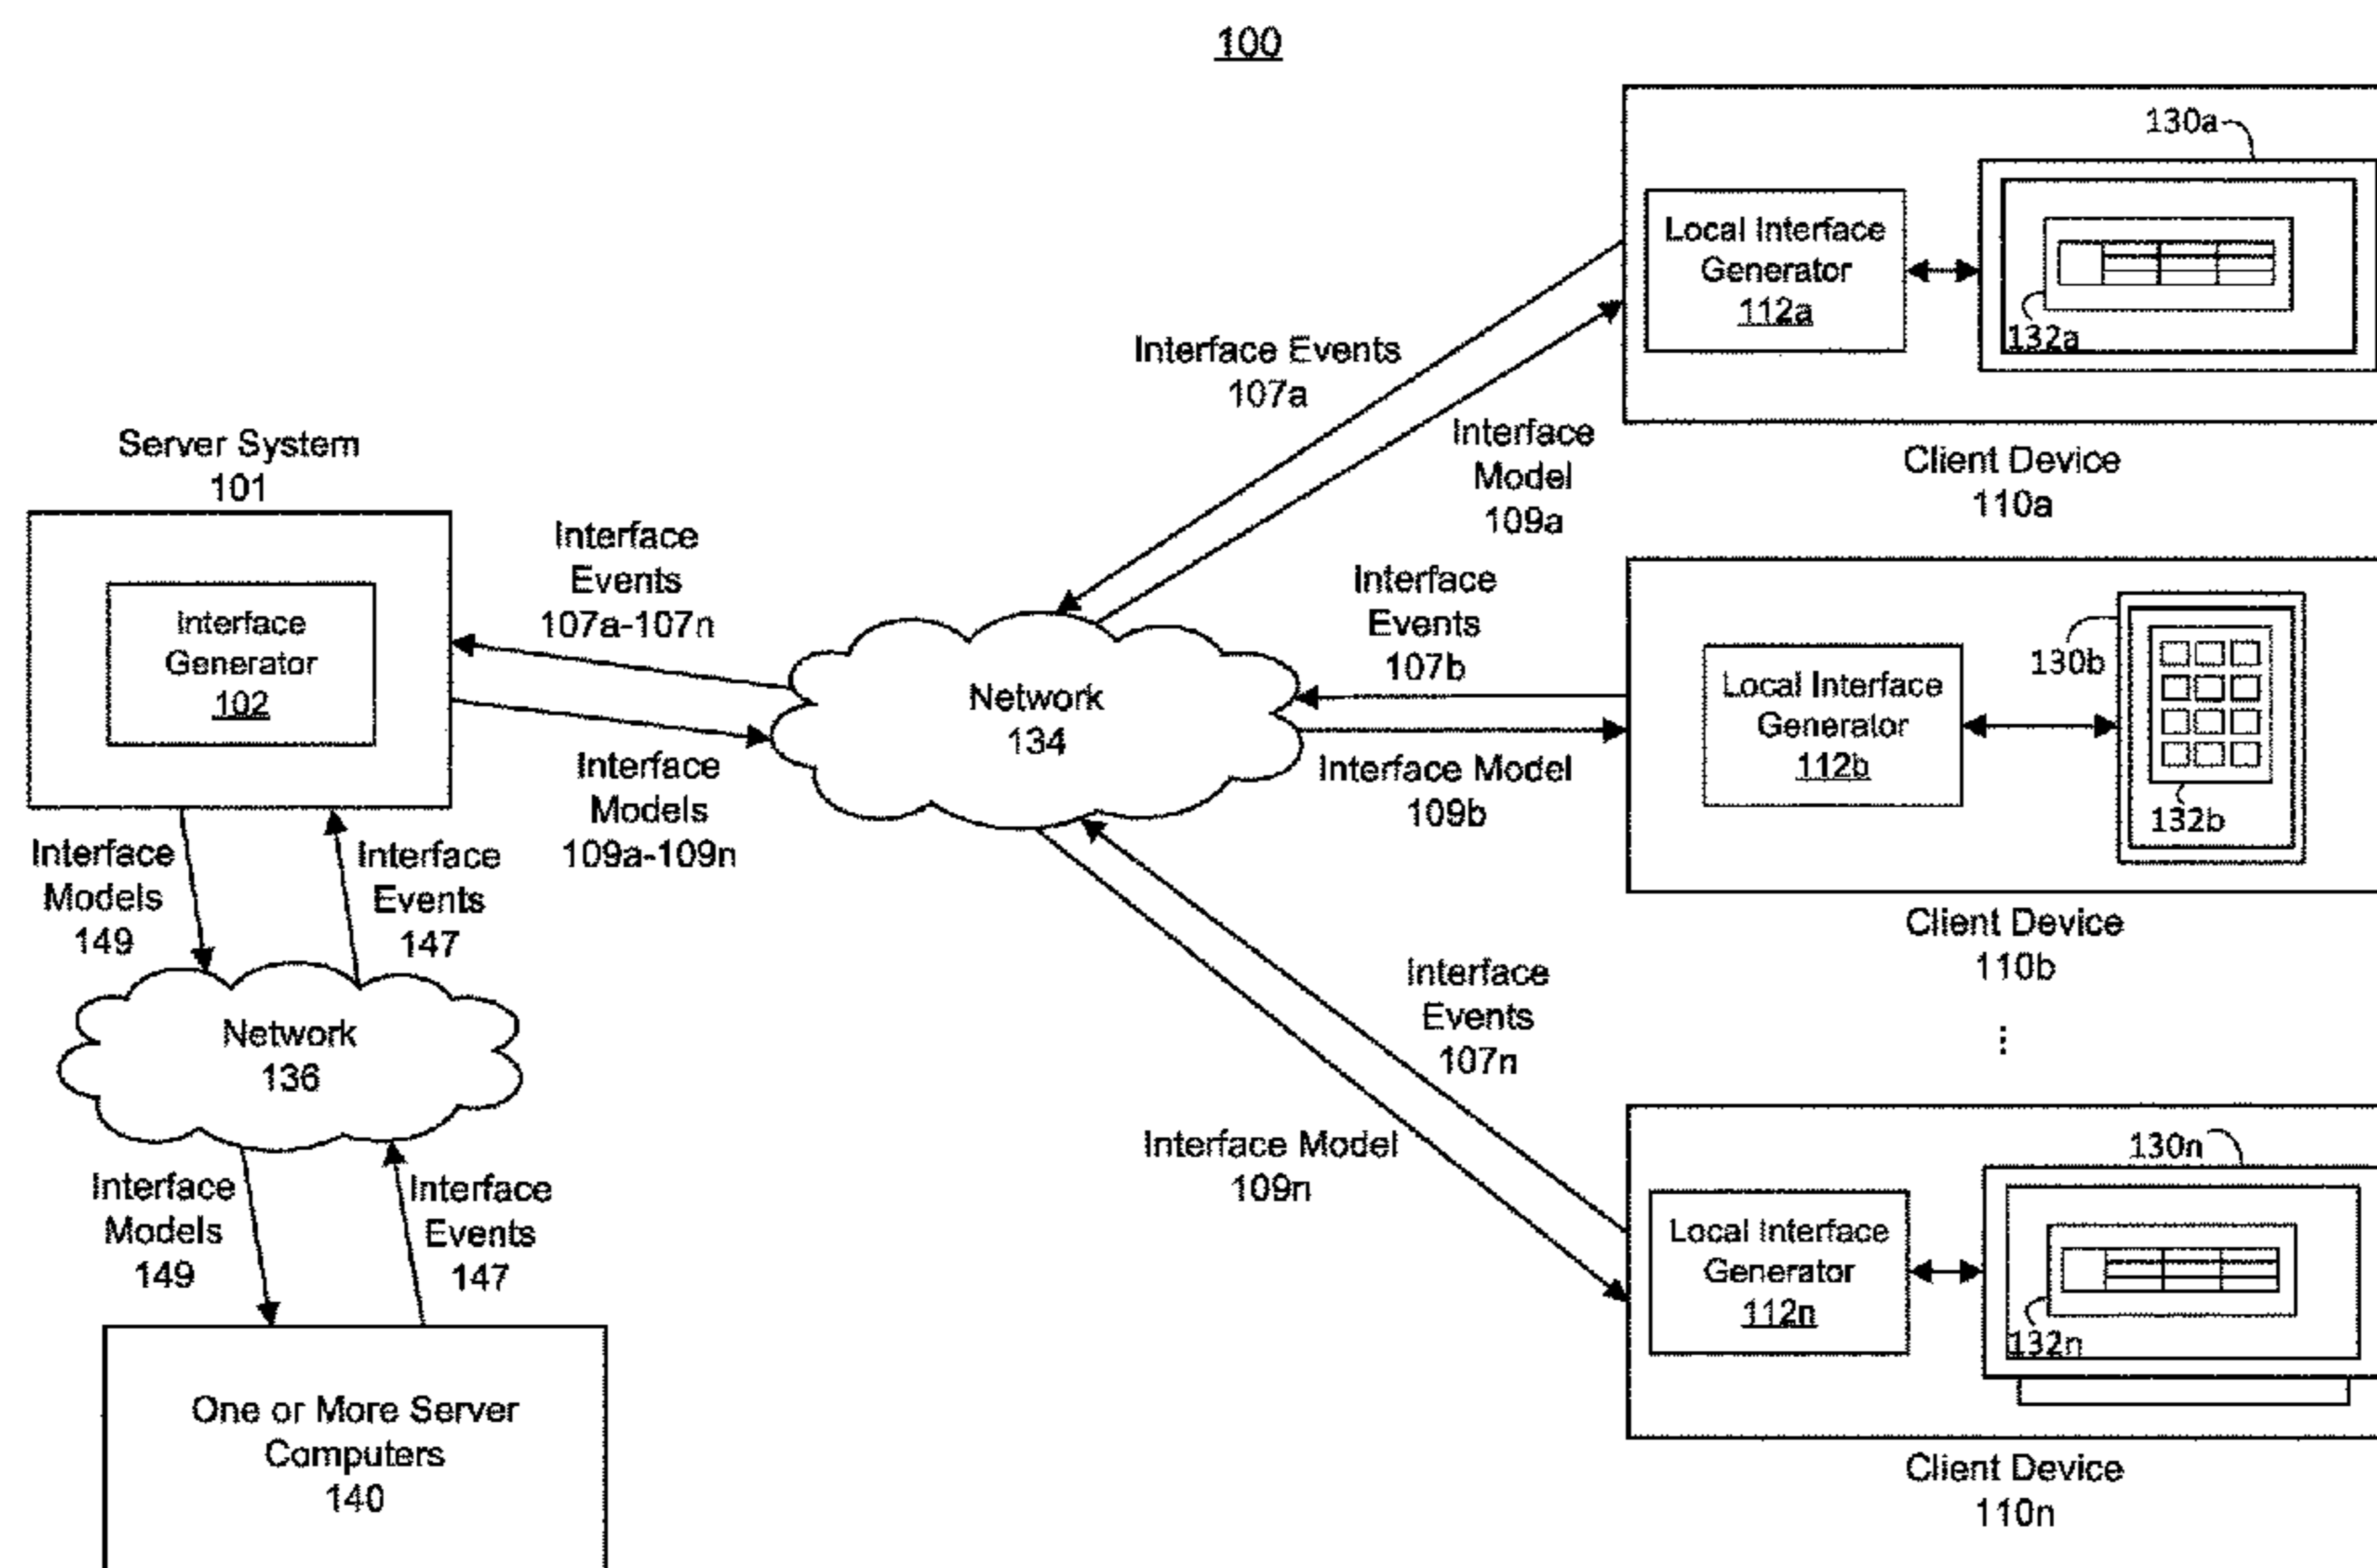 100
130a
Local Interface
Generator
112a
132a
Interface Events
107a
Interface
Model
109a
Client Device
110a
Server System
101
Interface
Generator
102
Interface
Events
107a-107n
Interface
Models
109a-109n
Network
134
Interface
Events
107b
Interface Model
109b
Local Interface
Generator
112b
130b
132b
Client Device
110b
⋮
Interface
Models
149
Interface
Events
147
Network
136
Interface
Models
149
Interface
Events
147
One or More Server
Computers
140
Interface
Events
107n
Interface Model
109n
130n
Local Interface
Generator
112n
132n
Client Device
110n